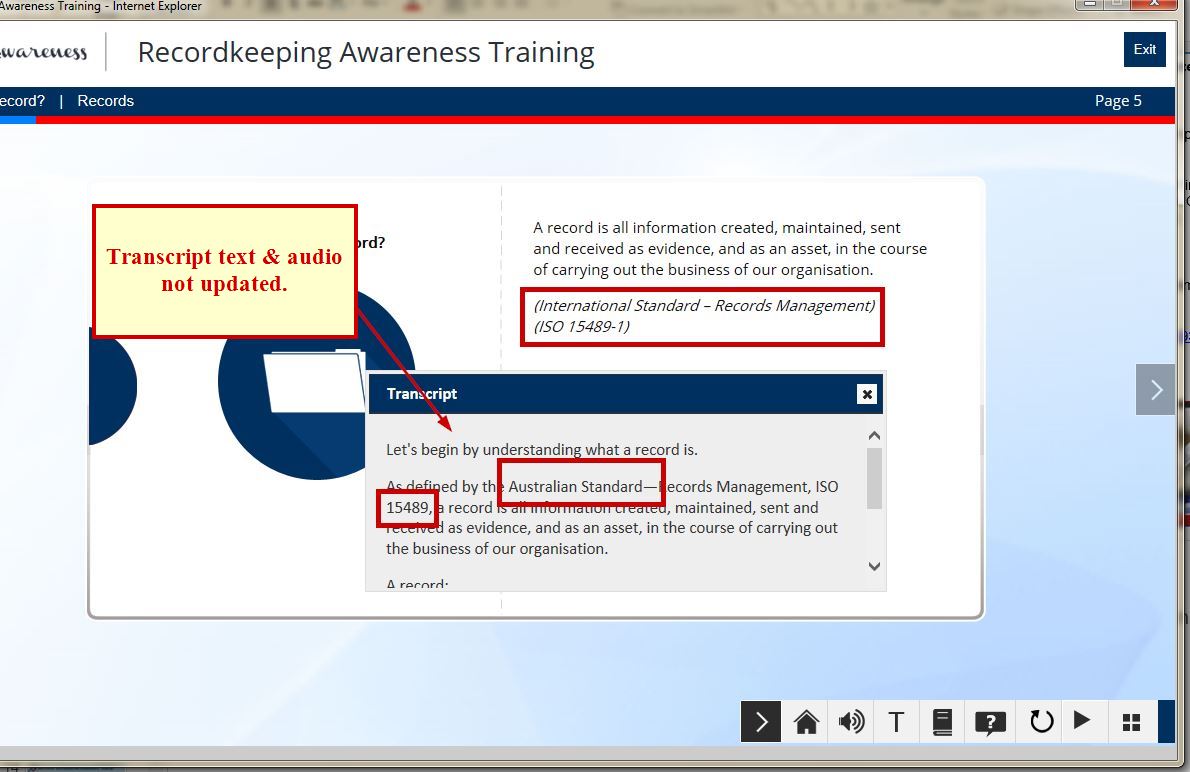 Awareness Training - Internet Explorer
wareness
Recordkeeping Awareness Training
Exit
ecord? | Records
Page 5
Transcript text & audio
not updated.
ord?
A record is all information created, maintained, sent
and received as evidence, and as an asset, in the course
of carrying out the business of our organisation.
(International Standard – Records Management)
(ISO 15489-1)
Transcript
Let's begin by understanding what a record is.
As defined by the Australian Standard—Records Management, ISO
15489, a record is all information created, maintained, sent and
received as evidence, and as an asset, in the course of carrying out
the business of our organisation.
A record:
T